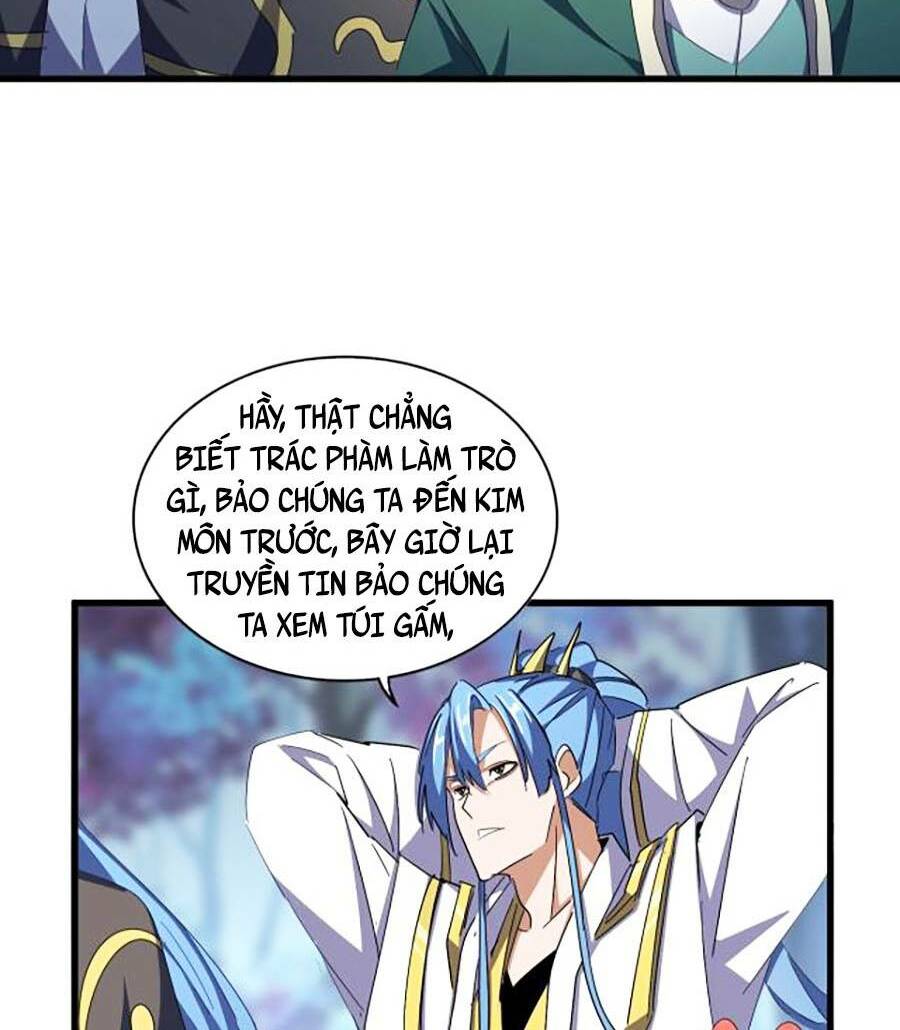 HẦY, THẬT CHẲNG
BIẾT TRÁC PHÀM LÀM TRÒ
GÌ, BẢO CHÚNG TA ĐẾN KIM
MÔN TRƯỚC, BÂY GIỜ LẠI
TRUYỀN TIN BẢO CHÚNG
TA XEM TÚI GẤM,